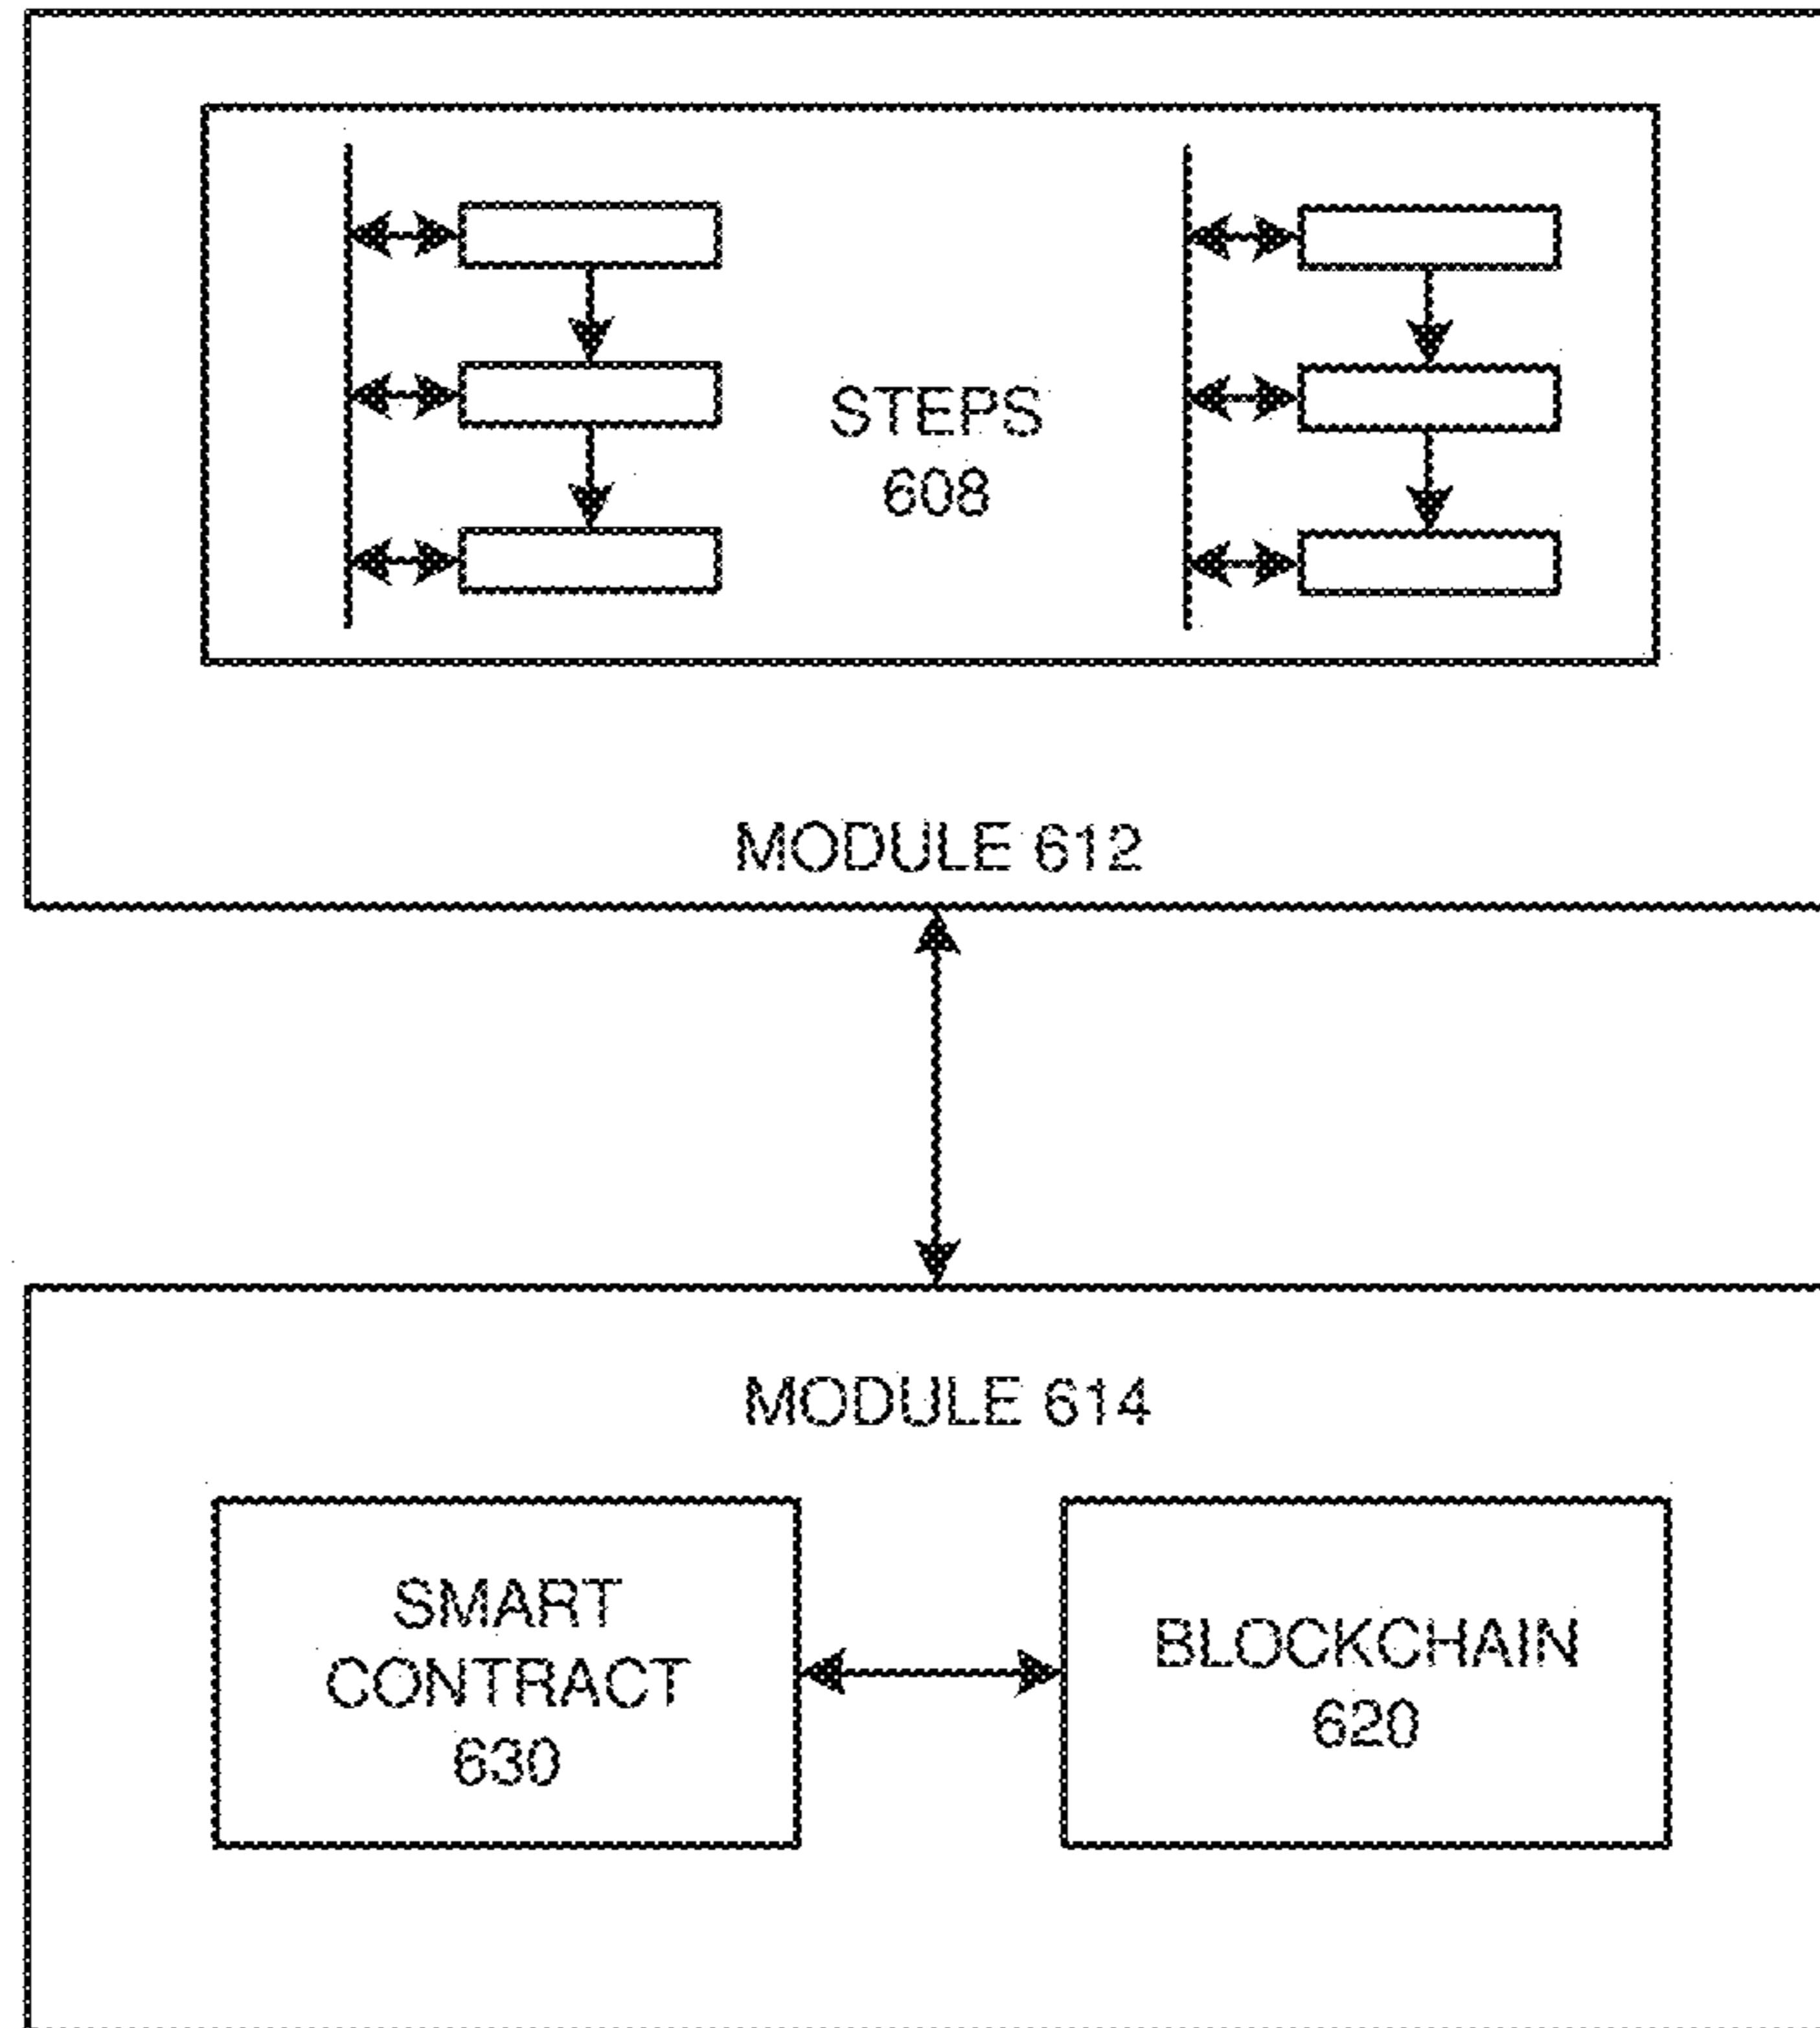 STEPS
608
MODULE 612
MODULE 614
SMART
CONTRACT
630
BLOCKCHAIN
620